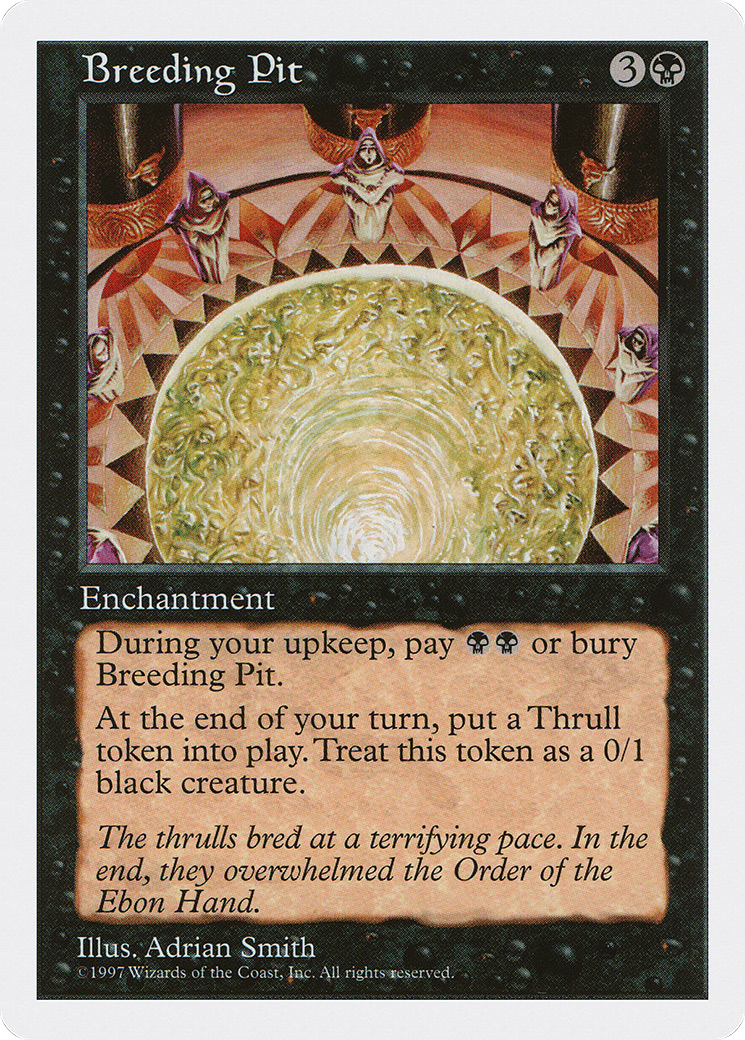 Breeding Pit 3
Enchantment
During your upkeep, pay or bury
Breeding Pit.
At the end of your turn, put a Thrull
token into play. Treat this token as a 0/1
black creature.
The thrulls bred at a terrifying pace. In the
end, they overwhelmed the Order of the
Ebon Hand.
Illus. Adrian Smith
©1997 Wizards of the Coast, Inc. All rights reserved.